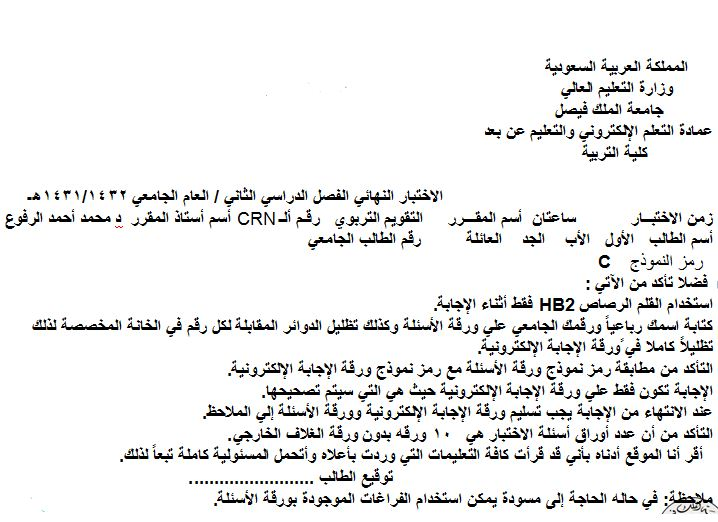 المملكة العربية السعودية
وزارة التعليم العالي
جامعة الملك فيصل
عمادة التعلم الإلكتروني والتعليم عن بعد
كلية التربية
الاختبار النهائي الفصل الدراسي الثاني / العام الجامعي ١٤٣١/١٤٣٢هـ
زمن الاختبـــار ساعتان أسم المقـــرر التقويم التربوي رقم ألـ CRN أسم أستاذ المقرر د محمد أحمد الرفوع
أسم الطالب الأول الأب الجد العائلة رقم الطالب الجامعي
رمز النموذج C
فضلا تأكد من الآتي :
استخدام القلم الرصاص HB2 فقط أثناء الإجابة.
كتابة اسمك رباعياً ورقمك الجامعي علي ورقة الأسئلة وكذلك تظليل الدوائر المقابلة لكل رقم في الخانة المخصصة لذلك
تظليلاً كاملا في ورقة الإجابة الإلكترونية.
التأكد من مطابقة رمز نموذج ورقة الأسئلة مع رمز نموذج ورقة الإجابة الإلكترونية.
الإجابة تكون فقط علي ورقة الإجابة الإلكترونية حيث هي التي سيتم تصحيحها.
عند الانتهاء من الإجابة يجب تسليم ورقة الإجابة الإلكترونية وورقة الأسئلة إلي الملاحظ.
التأكد من أن عدد أوراق أسئلة الاختبار هي ١٠ ورقه بدون ورقة الغلاف الخارجي.
أقر أنا الموقع أدناه بأني قد قرأت كافة التعليمات التي وردت بأعلاه وأتحمل المسئولية كاملة تبعاً لذلك.
توقيع الطالب .........................
ملاحظة: في حاله الحاجة إلى مسودة يمكن استخدام الفراغات الموجودة بورقة الأسئلة.